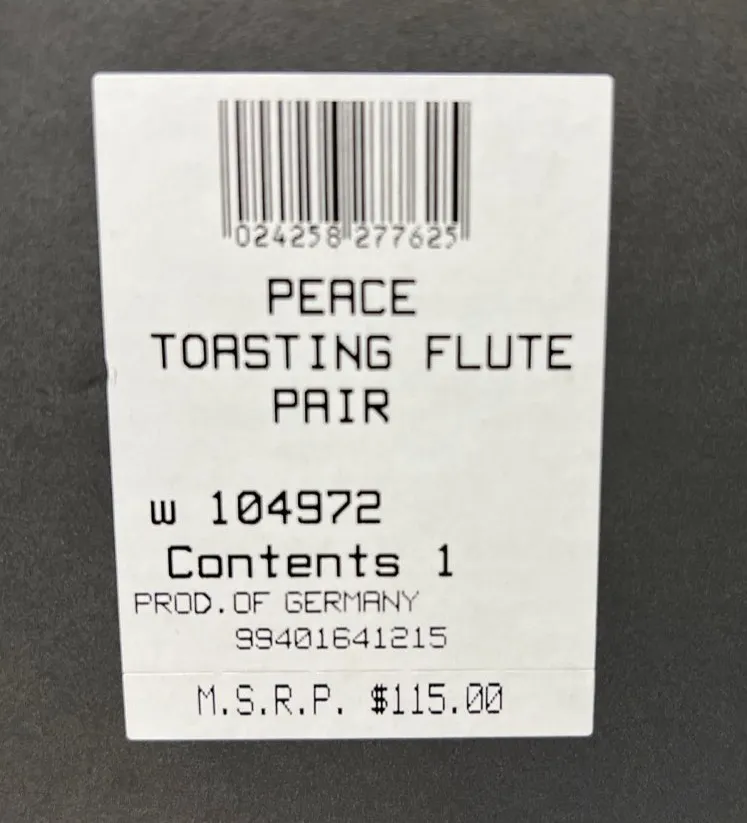 024258 277625
PEACE
TOASTING FLUTE
PAIR
w 104972
Contents 1
PROD.OF GERMANY
99401641215
M.S.R.P. $115.00